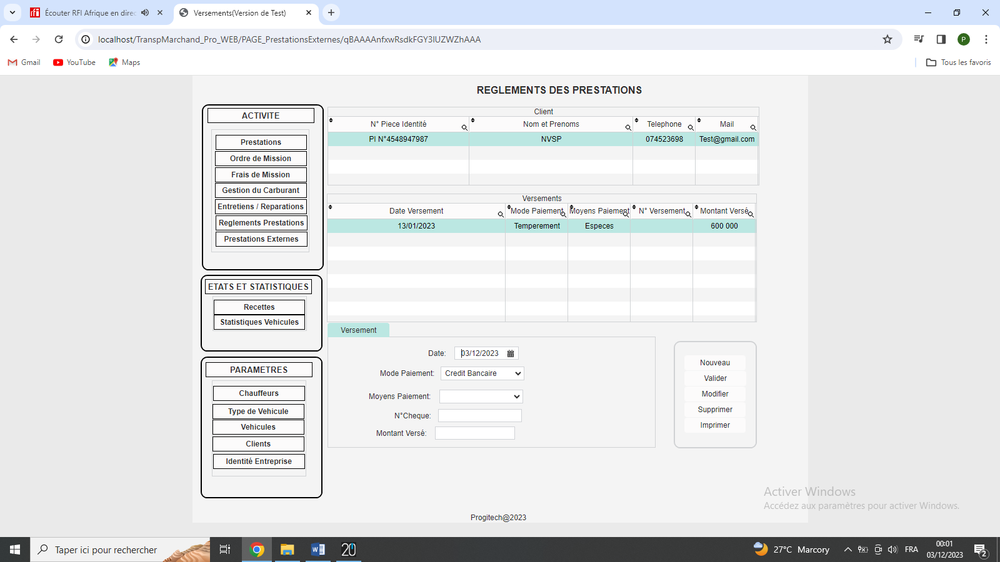 Écouter RFI Afrique en direc
Versements(Version de Test)
localhost/TranspMarchand_Pro_WEB/PAGE_PrestationsExternes/qBAAAAnfxwRsdkFGY3lUZWZhAAA
P
Gmail
YouTube
Maps
Tous les favoris
REGLEMENTS DES PRESTATIONS
ACTIVITE
Prestations
Ordre de Mission
Frais de Mission
Gestion du Carburant
Entretiens / Reparations
Reglements Prestations
Prestations Externes
ETATS ET STATISTIQUES
Recettes
Statistiques Vehicules
PARAMETRES
Chauffeurs
Type de Vehicule
Vehicules
Clients
Identité Entreprise
Client
N° Piece Identité Nom et Prenoms Telephone Mail
PI N°4548947987 NVSP 074523698 Test@gmail.com
Versements
Date Versement Mode Paiement Moyens Paiement N° Versement Montant Versé
13/01/2023 Temperement Especes 600 000
Versement
Date: 03/12/2023
Mode Paiement: Credit Bancaire
Moyens Paiement:
N°Cheque:
Montant Versé:
Nouveau
Valider
Modifier
Supprimer
Imprimer
Activer Windows
Accédez aux paramètres pour activer Windows.
Progitech@2023
Taper ici pour rechercher
27°C Marcory
FRA
00:01
03/12/2023
2